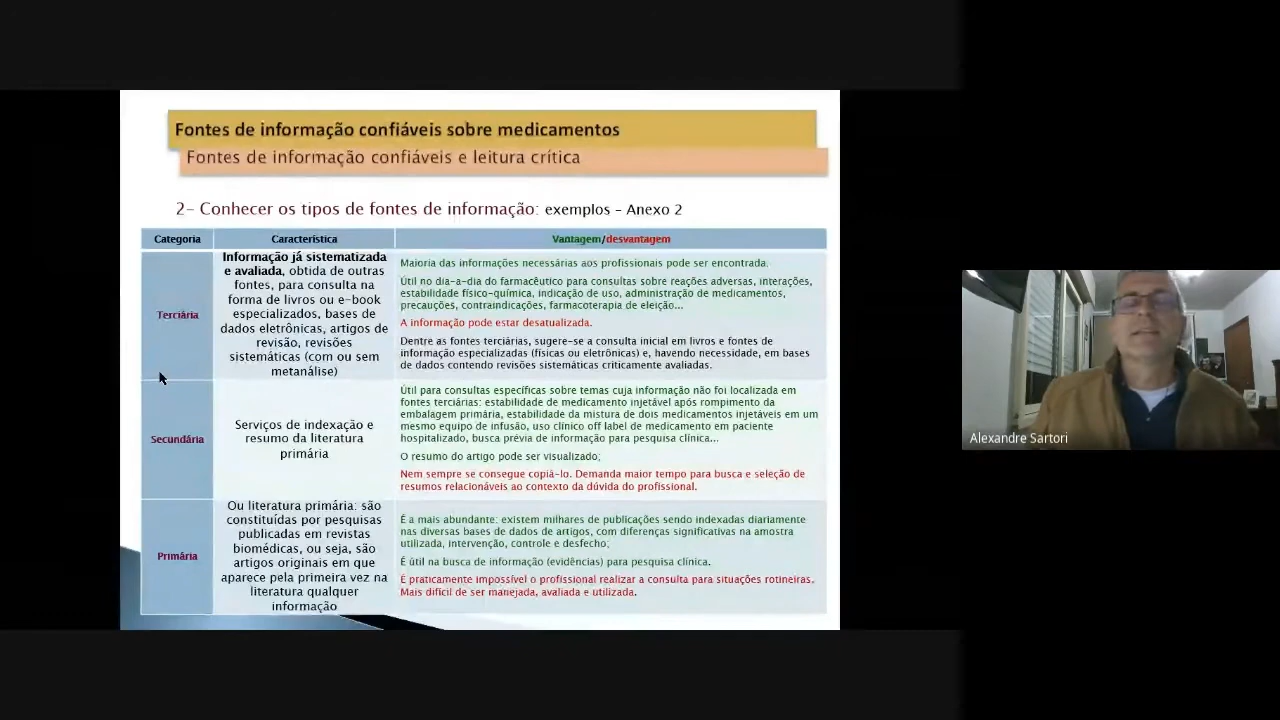 Fontes de informação confiáveis sobre medicamentos
Fontes de informação confiáveis e leitura crítica
2- Conhecer os tipos de fontes de informação: exemplos – Anexo 2
Categoria
Característica
Vantagem/desvantagem
Terciária
Informação já sistematizada
e avaliada, obtida de outras
fontes, para consulta na
forma de livros ou e-book
especializados, bases de
dados eletrônicas, artigos de
revisão, revisões
sistemáticas (com ou sem
metanálise)
Maioria das informações necessárias aos profissionais pode ser encontrada.
Útil no dia-a-dia do farmacêutico para consultas sobre reações adversas, interações,
estabilidade físico-química, indicação de uso, administração de medicamentos,
precauções, contraindicações, farmacoterapia de eleição...
A informação pode estar desatualizada.
Dentre as fontes terciárias, sugere-se a consulta inicial em livros e fontes de
informação especializadas (físicas ou eletrônicas) e, havendo necessidade, em bases
de dados contendo revisões sistemáticas criticamente avaliadas.
Secundária
Serviços de indexação e
resumo da literatura
primária
Útil para consultas específicas sobre temas cuja informação não foi localizada em
fontes terciárias: estabilidade de medicamento injetável após rompimento da
embalagem primária, estabilidade da mistura de dois medicamentos injetáveis em um
mesmo equipo de infusão, uso clínico off label de medicamento em paciente
hospitalizado, busca prévia de informação para pesquisa clínica...
O resumo do artigo pode ser visualizado;
Nem sempre se consegue copiá-lo. Demanda maior tempo para busca e seleção de
resumos relacionáveis ao contexto da dúvida do profissional.
Primária
Ou literatura primária: são
constituídas por pesquisas
publicadas em revistas
biomédicas, ou seja, são
artigos originais em que
aparece pela primeira vez na
literatura qualquer
informação
É a mais abundante: existem milhares de publicações sendo indexadas diariamente
nas diversas bases de dados de artigos, com diferenças significativas na amostra
utilizada, intervenção, controle e desfecho;
É útil na busca de informação (evidências) para pesquisa clínica.
É praticamente impossível o profissional realizar a consulta para situações rotineiras.
Mais difícil de ser manejada, avaliada e utilizada.
Alexandre Sartori